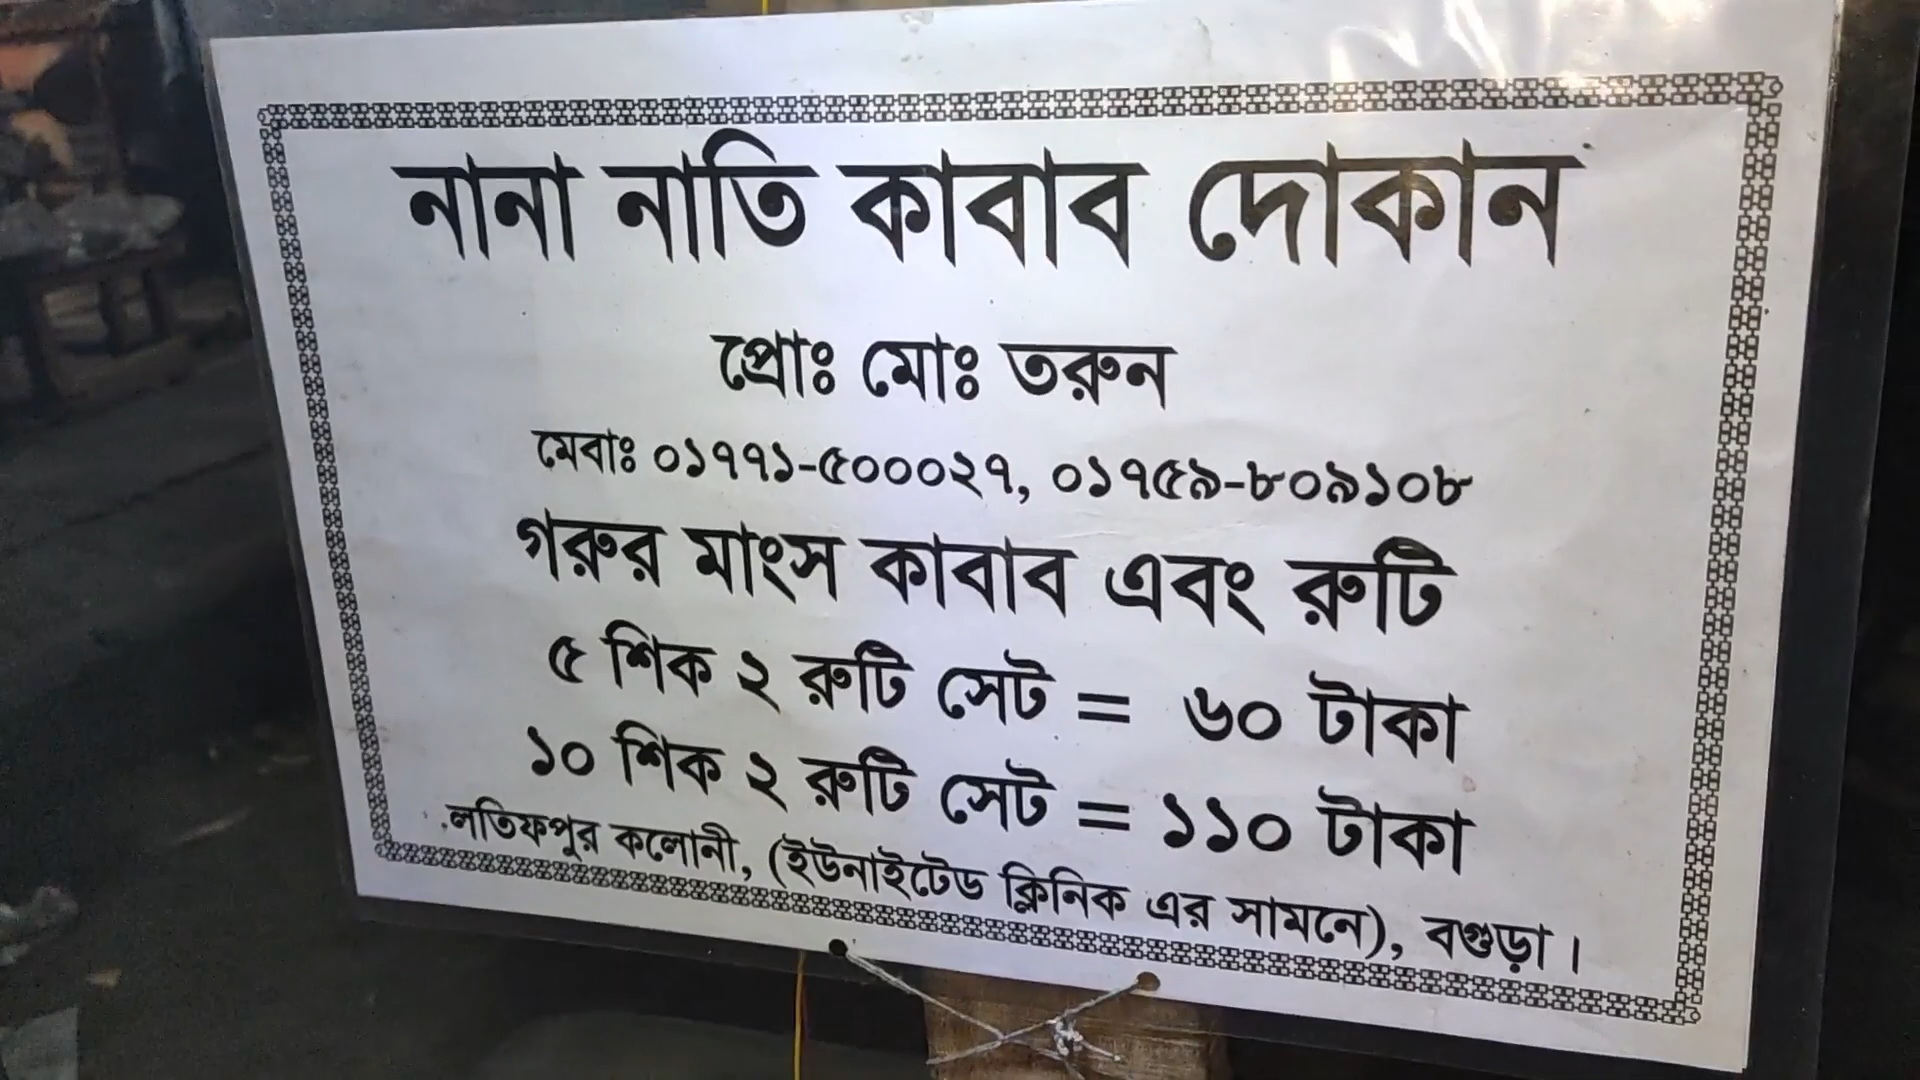 নানা নাতি কাবাব দোকান
প্রোঃ মোঃ তরুন
মেবাঃ ০১৭৭১-৫০০০২৭, ০১৭৫৯-৮০৯১০৮
গরুর মাংস কাবাব এবং রুটি
৫ শিক ২ রুটি সেট = ৬০ টাকা
১০ শিক ২ রুটি সেট = ১১০ টাকা
লতিফপুর কলোনী, (ইউনাইটেড ক্লিনিক এর সামনে), বগুড়া।